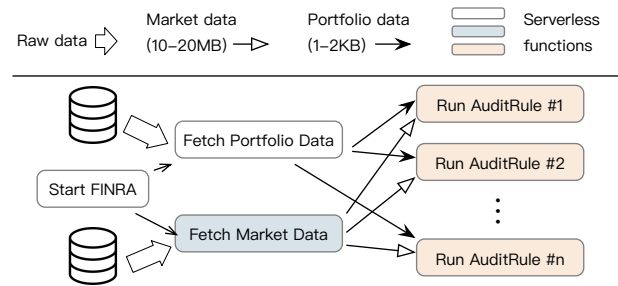 Raw data
Market data
(10–20MB)
Portfolio data
(1–2KB)
Serverless
functions
Run AuditRule #1
Fetch Portfolio Data
Run AuditRule #2
Start FINRA
Fetch Market Data
Run AuditRule #n